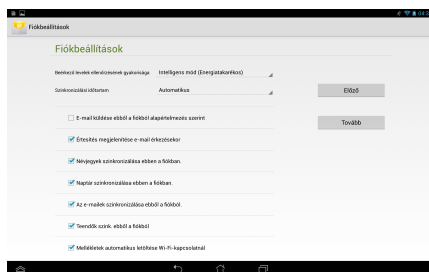 04:3
Fiókbeállítások
Fiókbeállítások
Beérkező levelek ellenőrzésének gyakorisága Intelligens mód (Energiatakarékos)
Szinkronizálási időtartam Automatikus
Előző
E-mail küldése ebből a fiókból alapértelmezés szerint
Tovább
Értesítés megjelenítése e-mail érkezésekor
Névjegyek szinkronizálása ebben a fiókban.
Naptár szinkronizálása ebben a fiókban.
Az e-mailek szinkronizálása ebből a fiókból.
Teendők szink. ebből a fiókból
Mellékletek automatikus letöltése Wi-Fi-kapcsolatnál